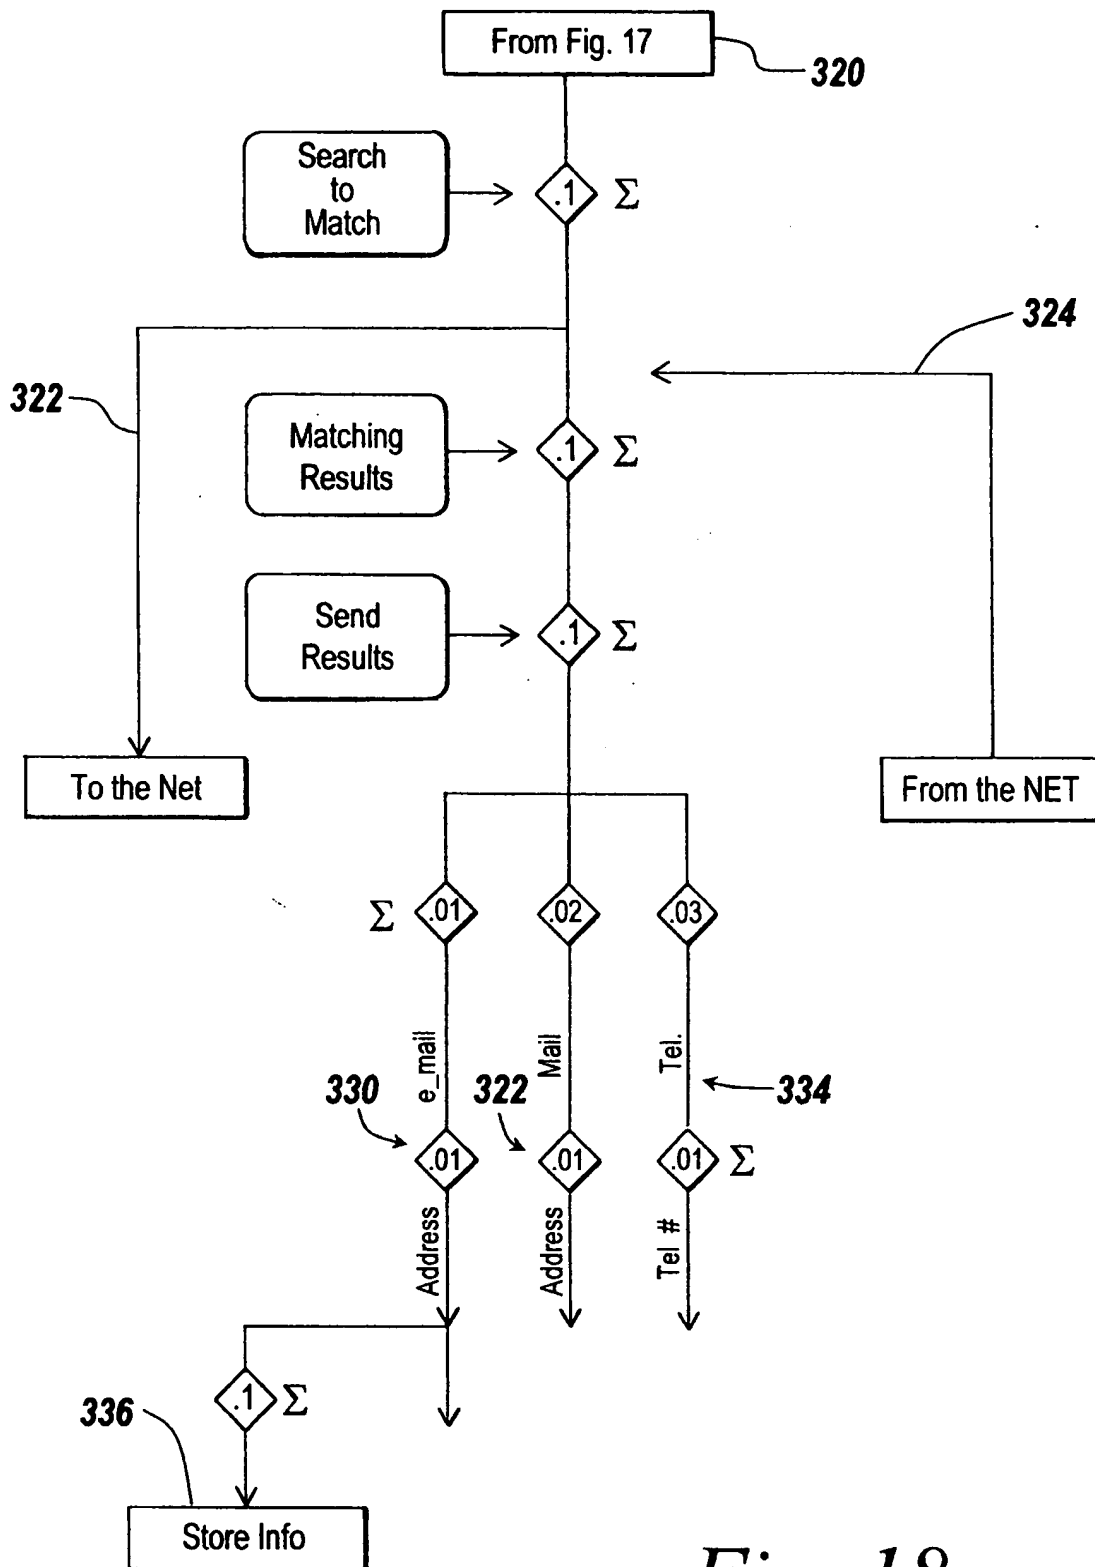 From Fig. 17
320
Search
to
Match
.1 Σ
324
322
Matching
Results
.1 Σ
Send
Results
.1 Σ
To the Net
From the NET
Σ .01
.02
.03
e_mail
Mail
Tel.
330
322
334
.01
.01
.01 Σ
Address
Address
Tel #
.1 Σ
336
Store Info
Fig. 18